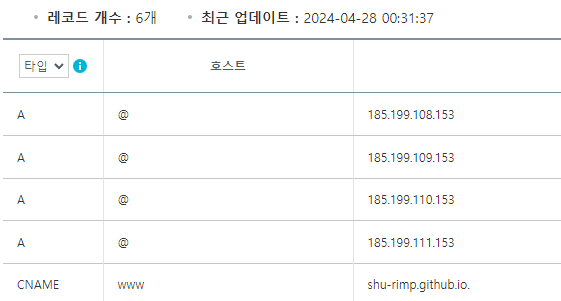 레코드 개수 : 6개 최근 업데이트 : 2024-04-28 00:31:37
타입 호스트
A @ 185.199.108.153
A @ 185.199.109.153
A @ 185.199.110.153
A @ 185.199.111.153
CNAME www shu-rimp.github.io.